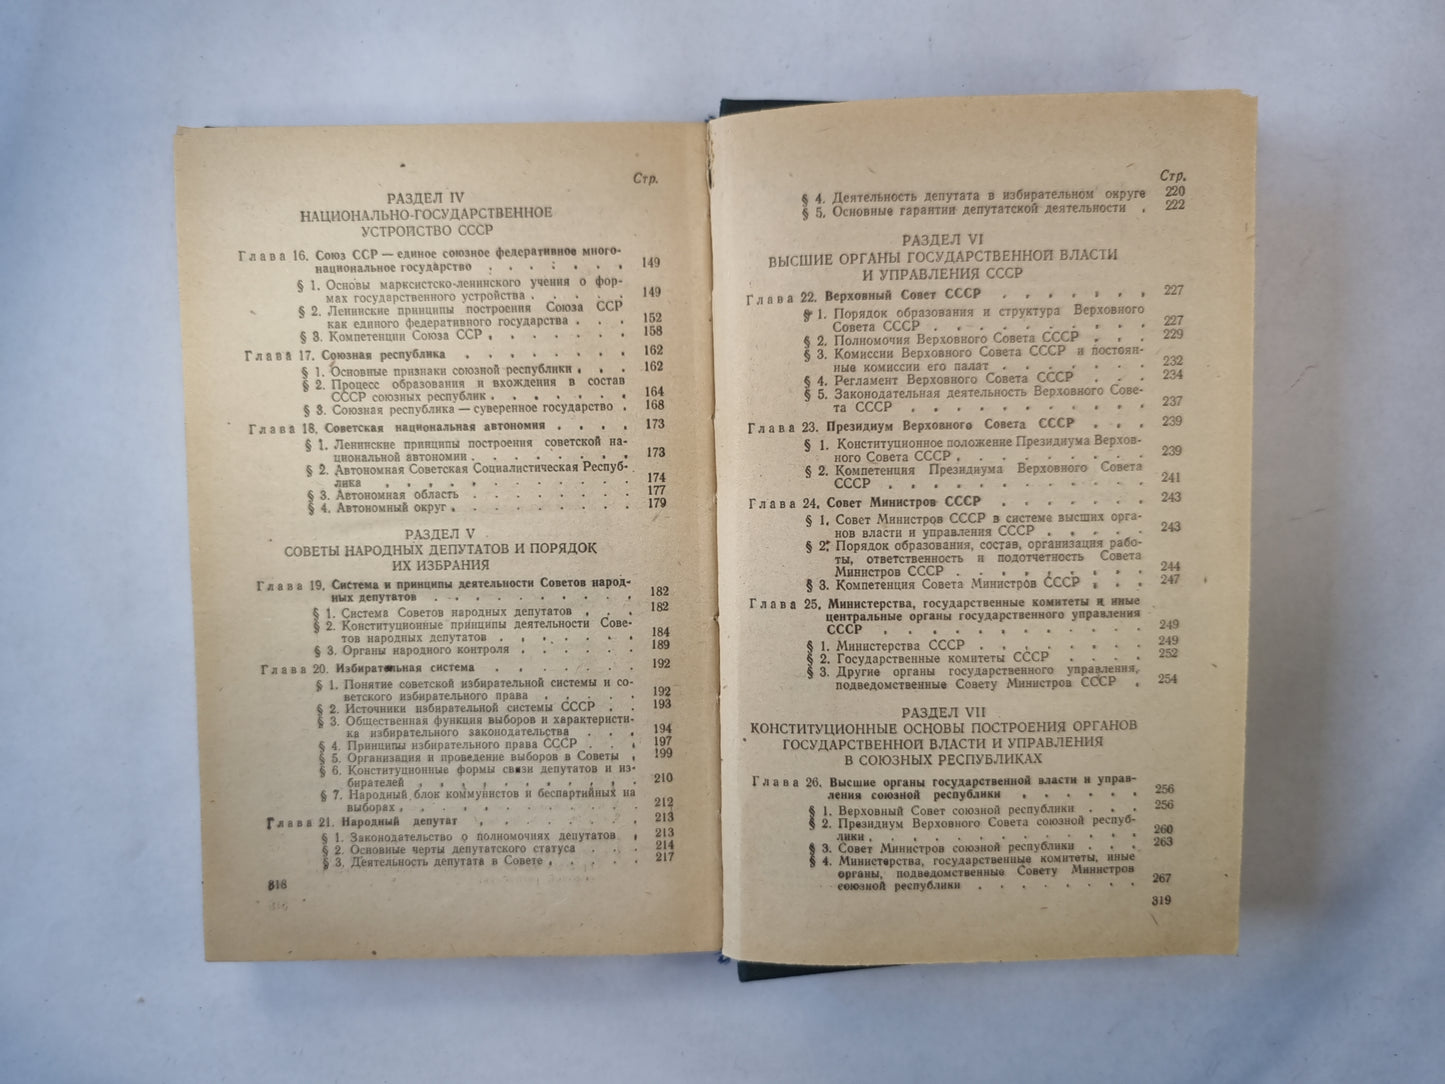 Стр.
РАЗДЕЛ IV
НАЦИОНАЛЬНО-ГОСУДАРСТВЕННОЕ
УСТРОЙСТВО СССР
Глава 16. Союз ССР — единое союзное федеративное много-
национальное государство . . . . . . 149
§ 1. Основы марксистско-ленинского учения о фор-
мах государственного устройства . . . . . 149
§ 2. Ленинские принципы построения Союза ССР
как единого федеративного государства . . . 152
§ 3. Компетенции Союза ССР . . . . . . 158
Глава 17. Союзная республика . . . . . . . 162
§ 1. Основные признаки союзной республики . . . 162
§ 2. Процесс образования и вхождения в состав
СССР союзных республик . . . . . . 164
§ 3. Союзная республика — суверенное государство . 168
Глава 18. Советская национальная автономия . . . . 173
§ 1. Ленинские принципы построения советской на-
циональной автономии . . . . . . . 173
§ 2. Автономная Советская Социалистическая Респуб-
лика . . . . . . . . . . 174
§ 3. Автономная область . . . . . . . 177
§ 4. Автономный округ . . . . . . . . 179
РАЗДЕЛ V
СОВЕТЫ НАРОДНЫХ ДЕПУТАТОВ И ПОРЯДОК
ИХ ИЗБРАНИЯ
Глава 19. Система и принципы деятельности Советов народ-
ных депутатов . . . . . . . . 182
§ 1. Система Советов народных депутатов . . . 182
§ 2. Конституционные принципы деятельности Сове-
тов народных депутатов . . . . . . 184
§ 3. Органы народного контроля . . . . . 189
Глава 20. Избирательная система . . . . . . 192
§ 1. Понятие советской избирательной системы и со-
ветского избирательного права . . . . . 192
§ 2. Источники избирательной системы СССР . . 193
§ 3. Общественная функция выборов и характеристи-
ка избирательного законодательства . . . 194
§ 4. Принципы избирательного права СССР . . . 197
§ 5. Организация и проведение выборов в Советы . 199
§ 6. Конституционные формы связи депутатов и из-
бирателей . . . . . . . . . 210
§ 7. Народный блок коммунистов и беспартийных на
выборах . . . . . . . . . . 212
Глава 21. Народный депутат . . . . . . . 213
§ 1. Законодательство о полномочиях депутатов . 213
§ 2. Основные черты депутатского статуса . . . 214
§ 3. Деятельность депутата в Совете . . . . . 217
318
Стр.
§ 4. Деятельность депутата в избирательном округе 220
§ 5. Основные гарантии депутатской деятельности . 222
РАЗДЕЛ VI
ВЫСШИЕ ОРГАНЫ ГОСУДАРСТВЕННОЙ ВЛАСТИ
И УПРАВЛЕНИЯ СССР
Глава 22. Верховный Совет СССР . . . . . . . 227
§ 1. Порядок образования и структура Верховного
Совета СССР . . . . . . . . . 227
§ 2. Полномочия Верховного Совета СССР . . . 229
§ 3. Комиссии Верховного Совета СССР и постоян-
ные комиссии его палат . . . . . . . 232
§ 4. Регламент Верховного Совета СССР . . . 234
§ 5. Законодательная деятельность Верховного Сове-
та СССР . . . . . . . . . . 237
Глава 23. Президиум Верховного Совета СССР . . . 239
§ 1. Конституционное положение Президиума Верхов-
ного Совета СССР . . . . . . . . 239
§ 2. Компетенция Президиума Верховного Совета
СССР . . . . . . . . . . . 241
Глава 24. Совет Министров СССР . . . . . . . 243
§ 1. Совет Министров СССР в системе высших орга-
нов власти и управления СССР . . . . . 243
§ 2. Порядок образования, состав, организация рабо-
ты, ответственность и подотчетность Совета
Министров СССР . . . . . . . . 244
§ 3. Компетенция Совета Министров СССР . . . 247
Глава 25. Министерства, государственные комитеты и иные
центральные органы государственного управления
СССР . . . . . . . . . . . 249
§ 1. Министерства СССР . . . . . . . 249
§ 2. Государственные комитеты СССР . . . . 252
§ 3. Другие органы государственного управления,
подведомственные Совету Министров СССР . 254
РАЗДЕЛ VII
КОНСТИТУЦИОННЫЕ ОСНОВЫ ПОСТРОЕНИЯ ОРГАНОВ
ГОСУДАРСТВЕННОЙ ВЛАСТИ И УПРАВЛЕНИЯ
В СОЮЗНЫХ РЕСПУБЛИКАХ
Глава 26. Высшие органы государственной власти и управ-
ления союзной республики . . . . . . 256
§ 1. Верховный Совет союзной республики . . . 256
§ 2. Президиум Верховного Совета союзной респуб-
лики . . . . . . . . . . . 260
§ 3. Совет Министров союзной республики . . . 263
§ 4. Министерства, государственные комитеты, иные
органы, подведомственные Совету Министров
союзной республики . . . . . . . 267
319